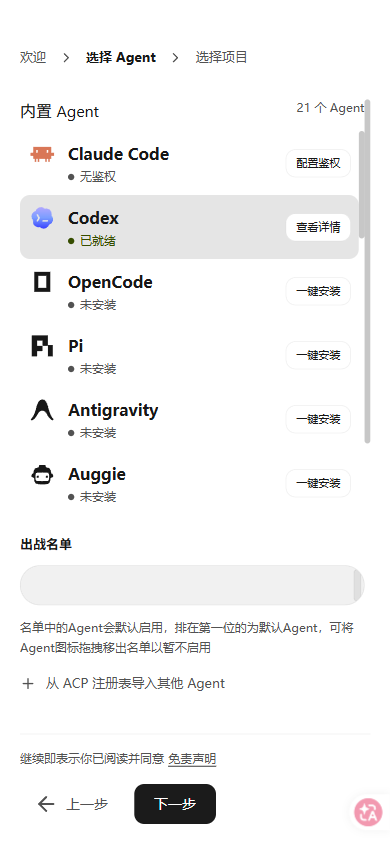 欢迎 > 选择 Agent > 选择项目
内置 Agent 21 个 Agent
Claude Code
无鉴权
配置鉴权
Codex
已就绪
查看详情
OpenCode
未安装
一键安装
Pi
未安装
一键安装
Antigravity
未安装
一键安装
Auggie
未安装
一键安装
出战名单
名单中的Agent会默认启用，排在第一位的为默认Agent，可将
Agent图标拖拽移出名单以暂不启用
+ 从 ACP 注册表导入其他 Agent
继续即表示你已阅读并同意 免责声明
← 上一步 下一步